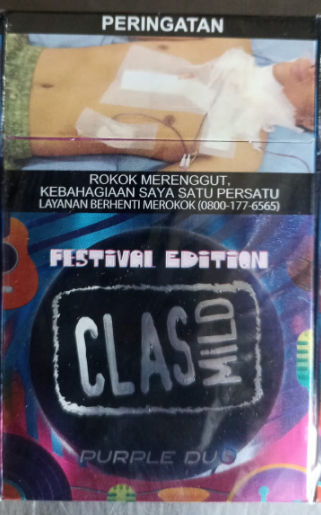 PERINGATAN
ROKOK MERENGGUT,
KEBAHAGIAAN SAYA SATU PERSATU
LAYANAN BERHENTI MEROKOK (0800-177-6565)
FESTIVAL EDITION
CLAS MILD
PURPLE DUO